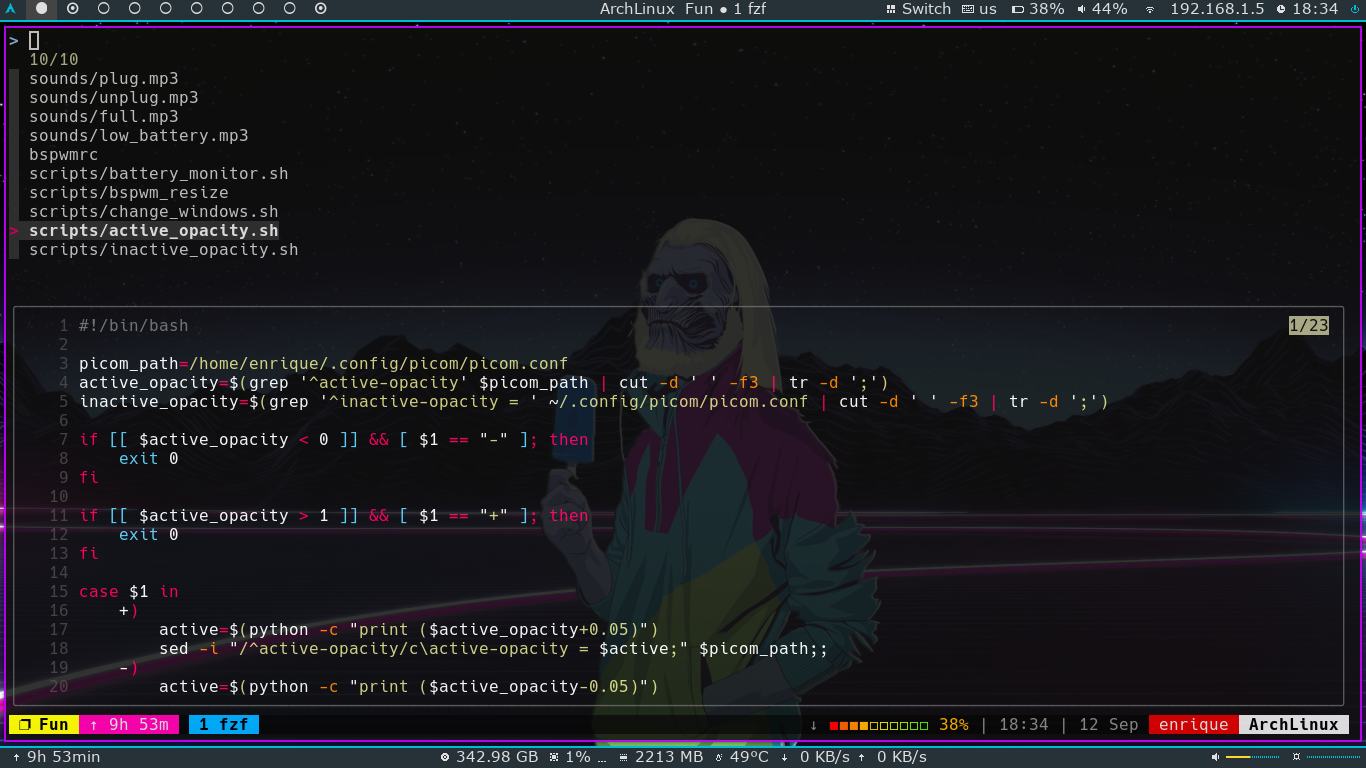 ArchLinux Fun ● 1 fzf Switch us 38% 44% 192.168.1.5 18:34
>
10/10
sounds/plug.mp3
sounds/unplug.mp3
sounds/full.mp3
sounds/low_battery.mp3
bspwmrc
scripts/battery_monitor.sh
scripts/bspwm_resize
scripts/change_windows.sh
> scripts/active_opacity.sh
scripts/inactive_opacity.sh
1 #!/bin/bash 1/23
2
3 picom_path=/home/enrique/.config/picom/picom.conf
4 active_opacity=$(grep '^active-opacity' $picom_path | cut -d ' ' -f3 | tr -d ';')
5 inactive_opacity=$(grep '^inactive-opacity = ' ~/.config/picom/picom.conf | cut -d ' ' -f3 | tr -d ';')
6
7 if [[ $active_opacity < 0 ]] && [ $1 == "-" ]; then
8 exit 0
9 fi
10
11 if [[ $active_opacity > 1 ]] && [ $1 == "+" ]; then
12 exit 0
13 fi
14
15 case $1 in
16 +)
17 active=$(python -c "print ($active_opacity+0.05)")
18 sed -i "/^active-opacity/c\active-opacity = $active;" $picom_path;;
19 -)
20 active=$(python -c "print ($active_opacity-0.05)")
❐ Fun ↑ 9h 53m 1 fzf ↓ 38% | 18:34 | 12 Sep enrique ArchLinux
↑ 9h 53min 342.98 GB 1% ... 2213 MB 49ºC ↓ 0 KB/s ↑ 0 KB/s